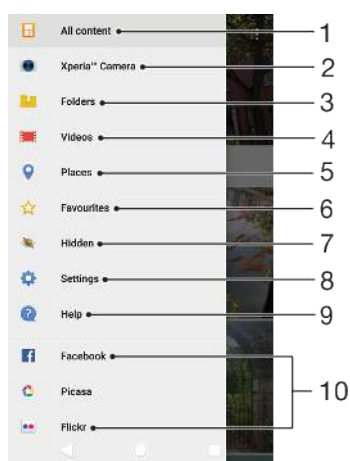 All content 1
Xperia™ Camera 2
Folders 3
Videos 4
Places 5
Favourites 6
Hidden 7
Settings 8
Help 9
Facebook
Picasa 10
Flickr